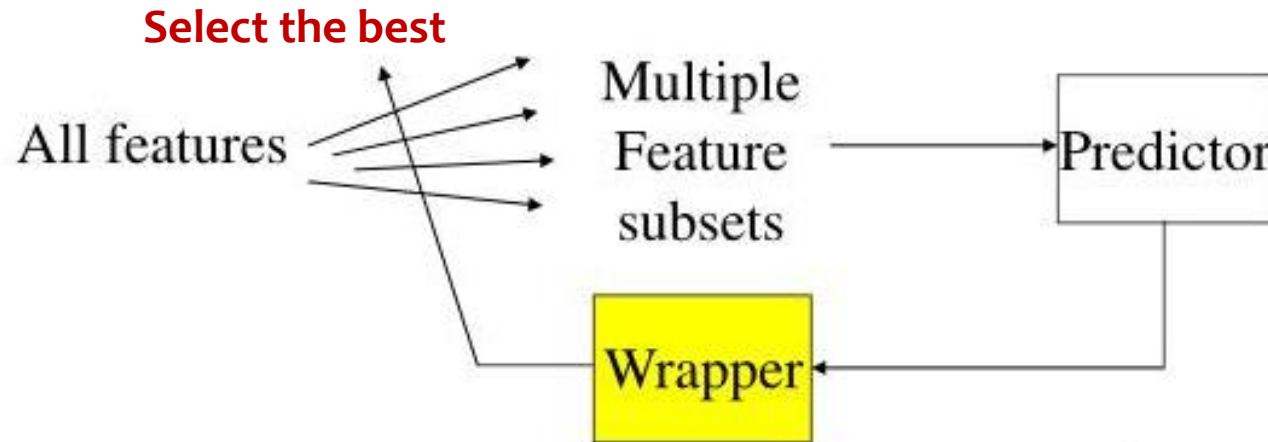 Select the best
All features
Multiple
Feature
subsets
Predictor
Wrapper